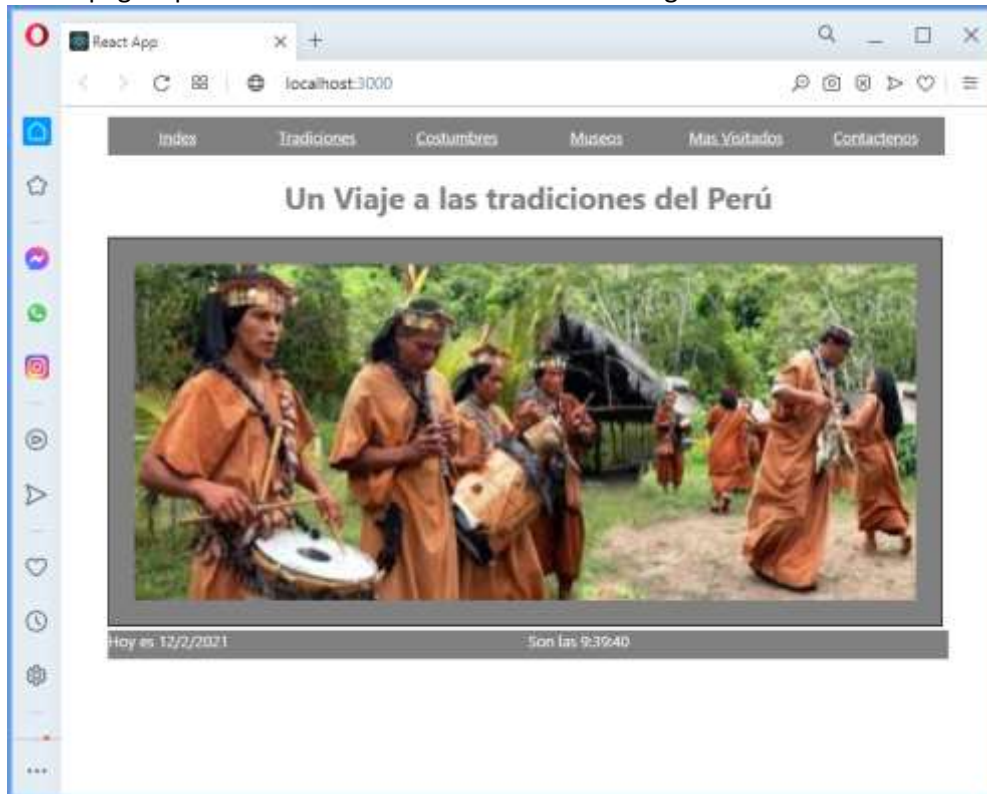 React App
localhost:3000
Index Tradiciones Costumbres Museos Mas Visitados Contactenos
Un Viaje a las tradiciones del Perú
Hoy es 12/2/2021 Son las 9:39:40